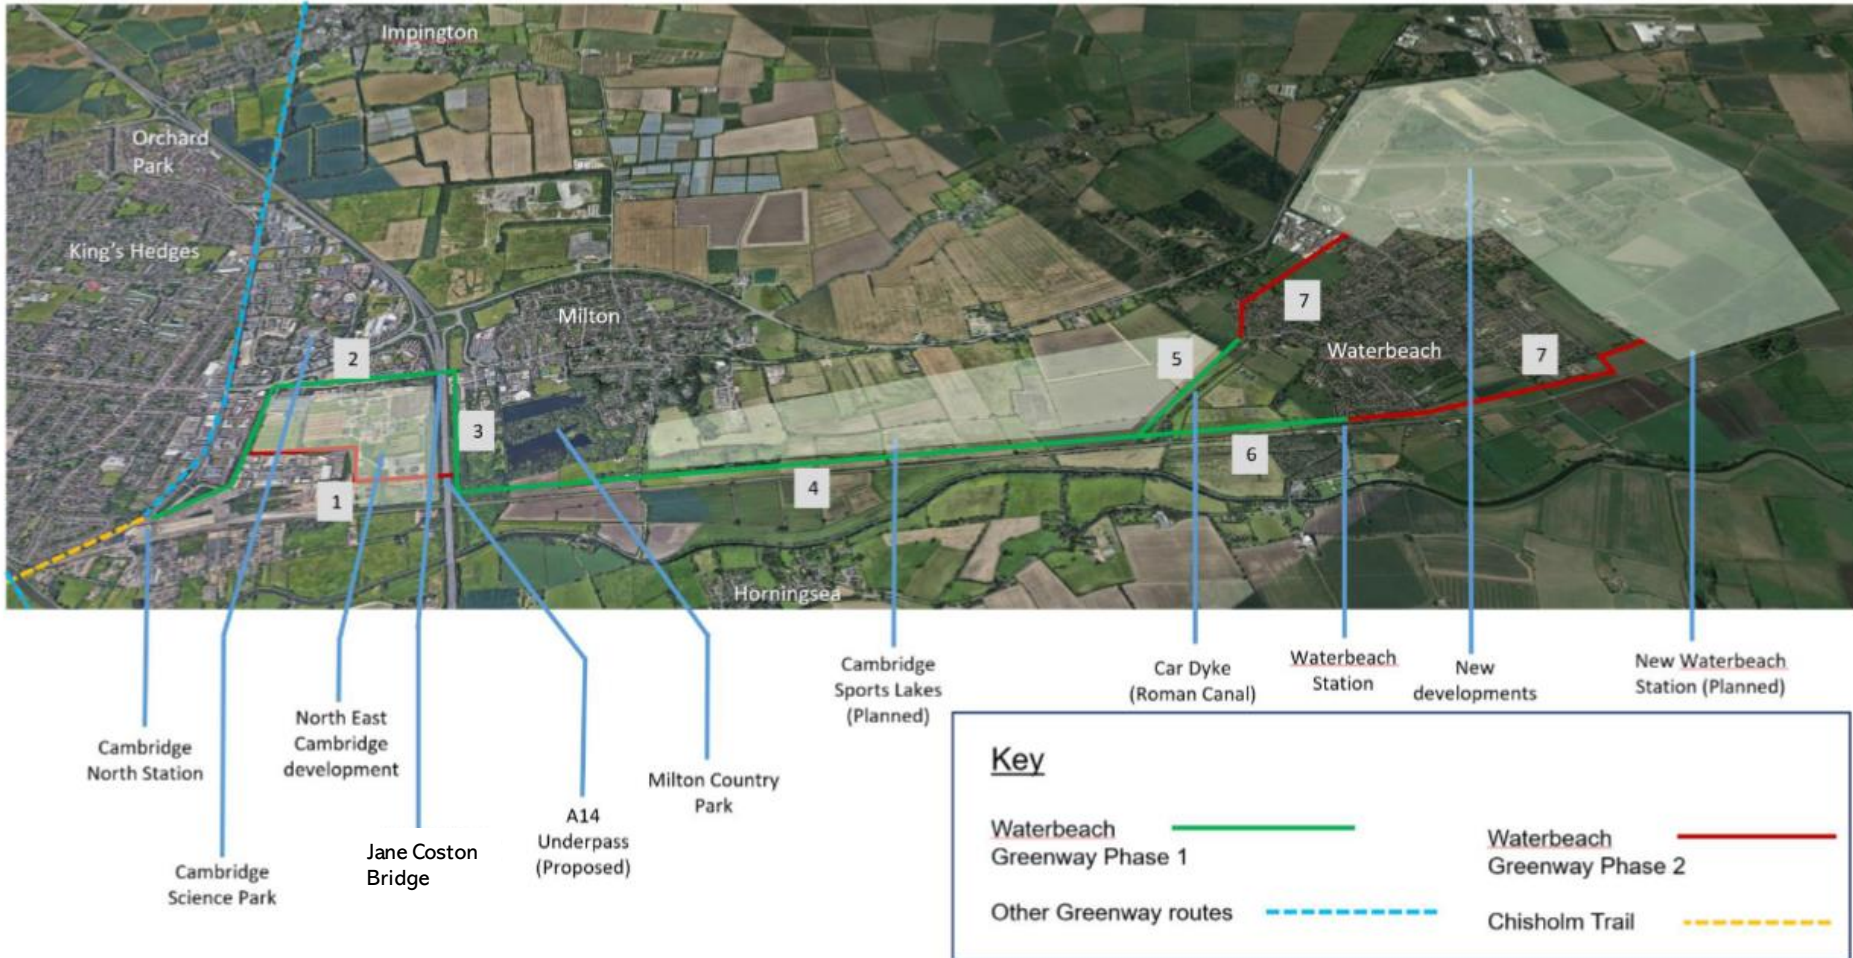 Impington
Orchard
Park
King's Hedges
Milton
Waterbeach
Horningsea
2
3
1
4
5
6
7
7
Cambridge
North Station
Cambridge
Science Park
North East
Cambridge
development
Jane Coston
Bridge
A14
Underpass
(Proposed)
Milton Country
Park
Cambridge
Sports Lakes
(Planned)
Car Dyke
(Roman Canal)
Waterbeach
Station
New
developments
New Waterbeach
Station (Planned)
Key
Waterbeach
Greenway Phase 1
Waterbeach
Greenway Phase 2
Other Greenway routes
Chisholm Trail